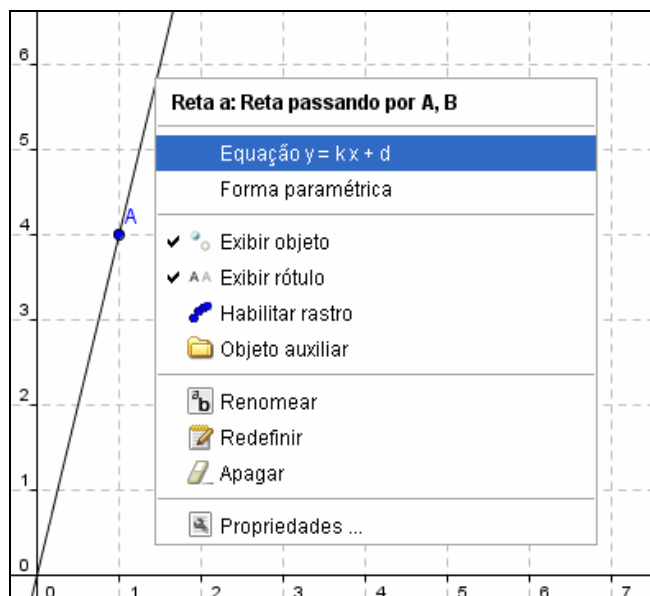 6
Reta a: Reta passando por A, B
5
Equação y = k x + d
Forma paramétrica
A
4
Exibir objeto
A A Exibir rótulo
3
Habilitar rastro
Objeto auxiliar
2
ab Renomear
Redefinir
1
Apagar
Propriedades ...
0
0 1 2 3 4 5 6 7